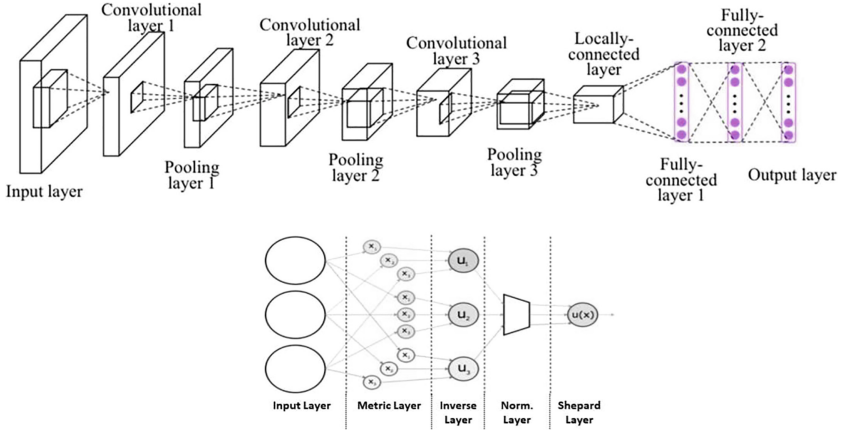 Convolutional
layer 1
Convolutional
layer 2
Convolutional
layer 3
Locally-
connected
layer
Fully-
connected
layer 2
Input layer
Pooling
layer 1
Pooling
layer 2
Pooling
layer 3
Fully-
connected
layer 1
Output layer
u₁
u₂
u₃
u(x)
Input Layer
Metric Layer
Inverse
Layer
Norm.
Layer
Shepard
Layer